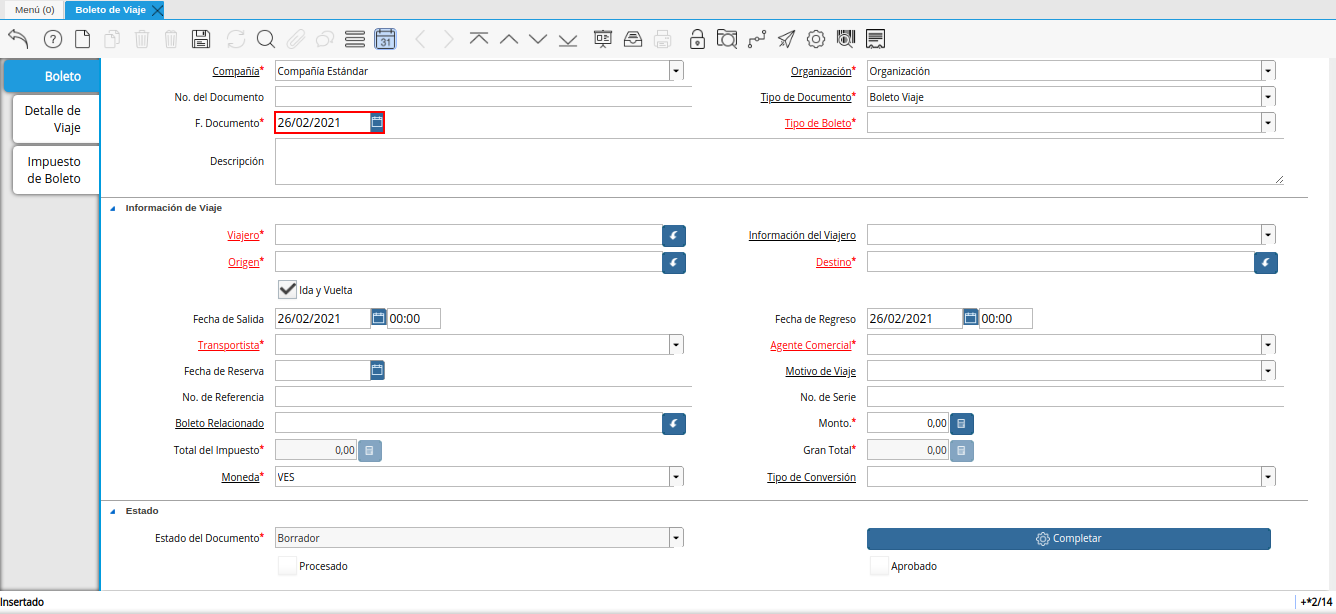 Menú (0) Boleto de Viaje
31
Boleto
Detalle de
Viaje
Impuesto
de Boleto
Compañía* Compañía Estándar Organización* Organización
No. del Documento Tipo de Documento* Boleto Viaje
F. Documento* 26/02/2021 Tipo de Boleto*
Descripción
Información de Viaje
Viajero* Información del Viajero
Origen* Destino*
Ida y Vuelta
Fecha de Salida 26/02/2021 00:00 Fecha de Regreso 26/02/2021 00:00
Transportista* Agente Comercial*
Fecha de Reserva Motivo de Viaje
No. de Referencia No. de Serie
Boleto Relacionado Monto.* 0,00
Total del Impuesto* 0,00 Gran Total* 0,00
Moneda* VES Tipo de Conversión
Estado
Estado del Documento* Borrador Completar
Procesado Aprobado
Insertado +*2/14